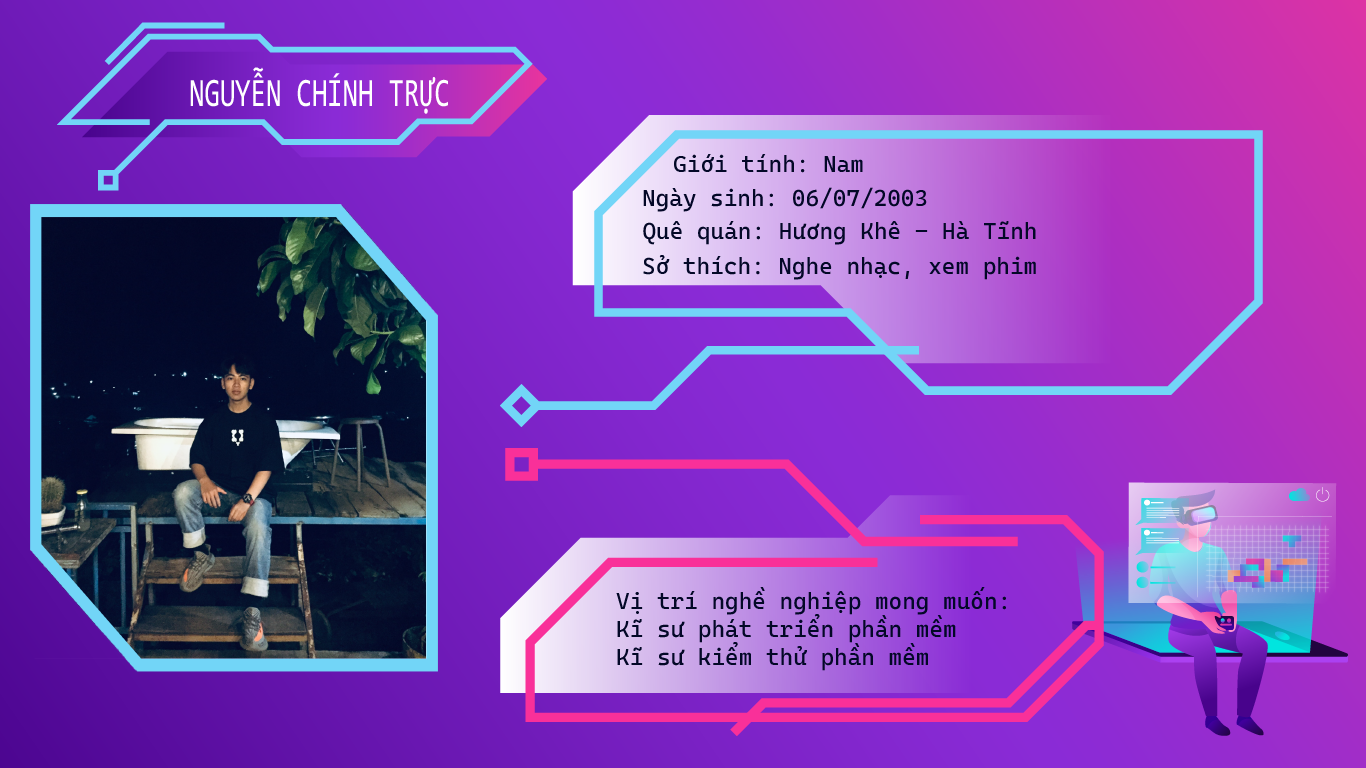 NGUYỄN CHÍNH TRỰC
Giới tính: Nam
Ngày sinh: 06/07/2003
Quê quán: Hương Khê – Hà Tĩnh
Sở thích: Nghe nhạc, xem phim
Vị trí nghề nghiệp mong muốn:
Kĩ sư phát triển phần mềm
Kĩ sư kiểm thử phần mềm